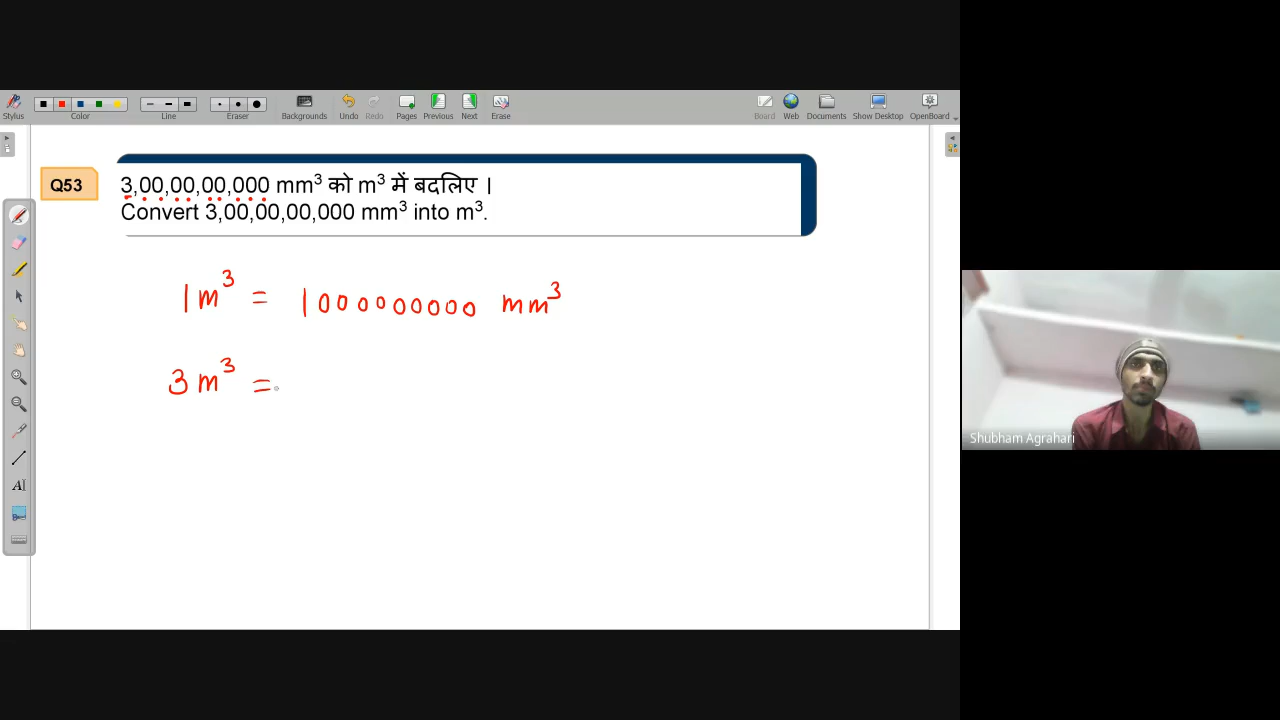 Stylus
Color
Line
Eraser
Backgrounds
Undo
Redo
Pages
Previous
Next
Erase
Board
Web
Documents
Show Desktop
OpenBoard
Q53
3,00,00,00,000 mm³ को m³ में बदलिए ।
Convert 3,00,00,00,000 mm³ into m³.
1m³ = 1000000000 mm³
3m³ =
Shubham Agrahari